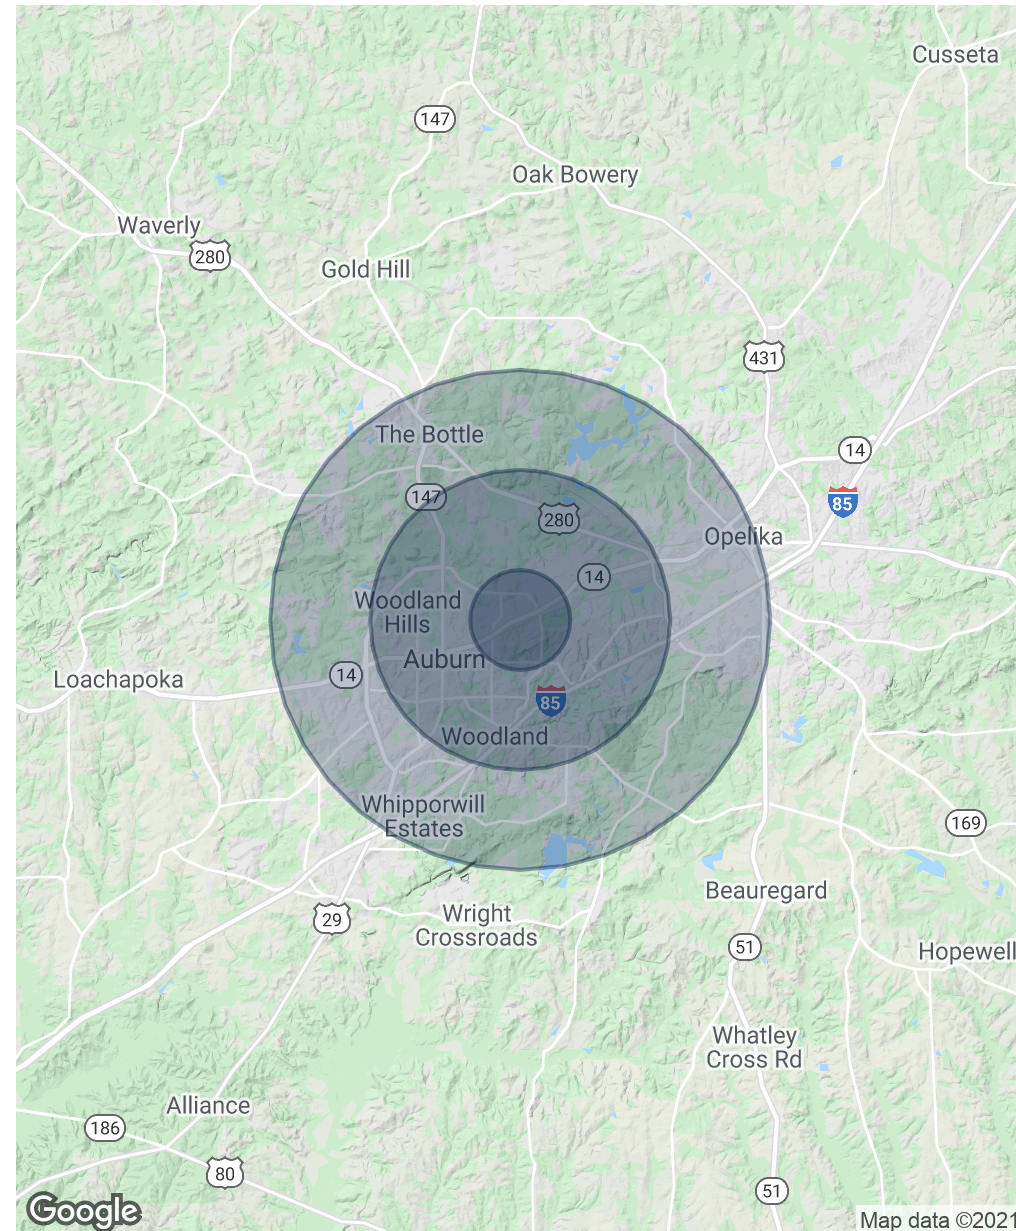 Cusseta
147
Oak Bowery
Waverly
280
Gold Hill
431
The Bottle
14
147
85
280
Opelika
14
Woodland
Hills
Auburn
14
Loachapoka
85
Woodland
Whipporwill
Estates
169
Beauregard
29
Wright
Crossroads
51
Hopewell
Whatley
Cross Rd
Alliance
186
80
51
Google
Map data ©2021